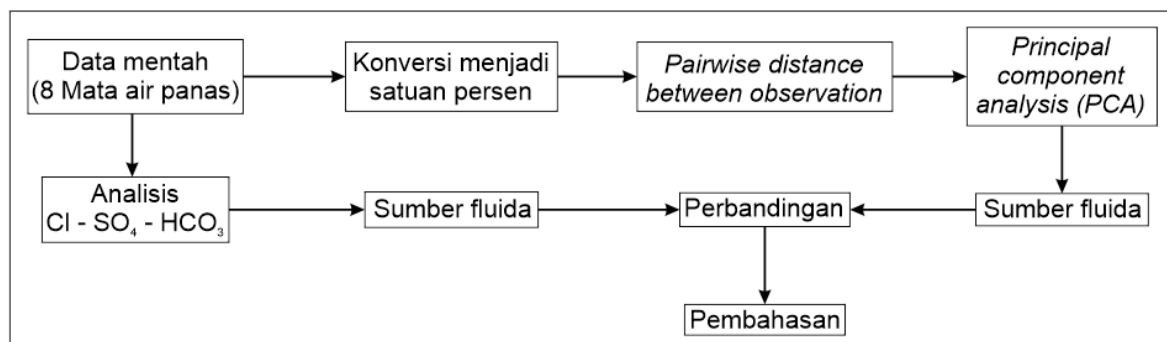 Data mentah
(8 Mata air panas)
Konversi menjadi
satuan persen
Pairwise distance
between observation
Principal
component
analysis (PCA)
Analisis
Cl - SO₄ - HCO₃
Sumber fluida
Perbandingan
Sumber fluida
Pembahasan